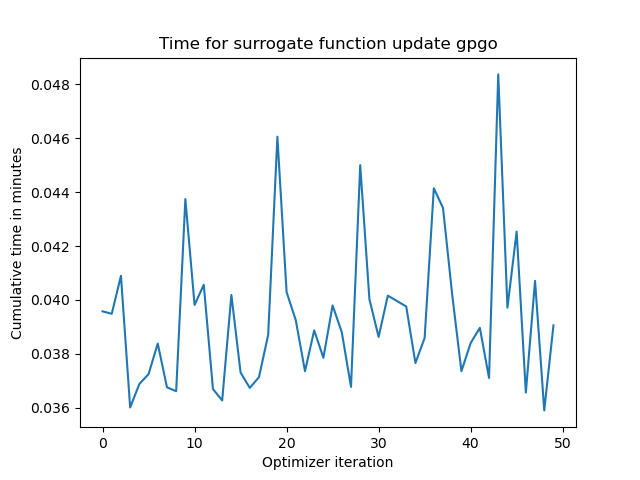 Time for surrogate function update gpgo
0.048
0.046
0.044
0.042
0.040
0.038
0.036
Cumulative time in minutes
0 10 20 30 40 50
Optimizer iteration